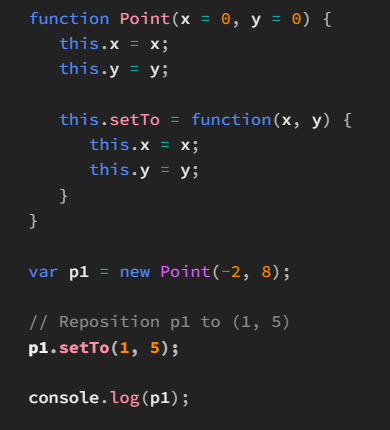 function Point(x = 0, y = 0) {
   this.x = x;
   this.y = y;

   this.setTo = function(x, y) {
      this.x = x;
      this.y = y;
   }
}

var p1 = new Point(-2, 8);

// Reposition p1 to (1, 5)
p1.setTo(1, 5);

console.log(p1);